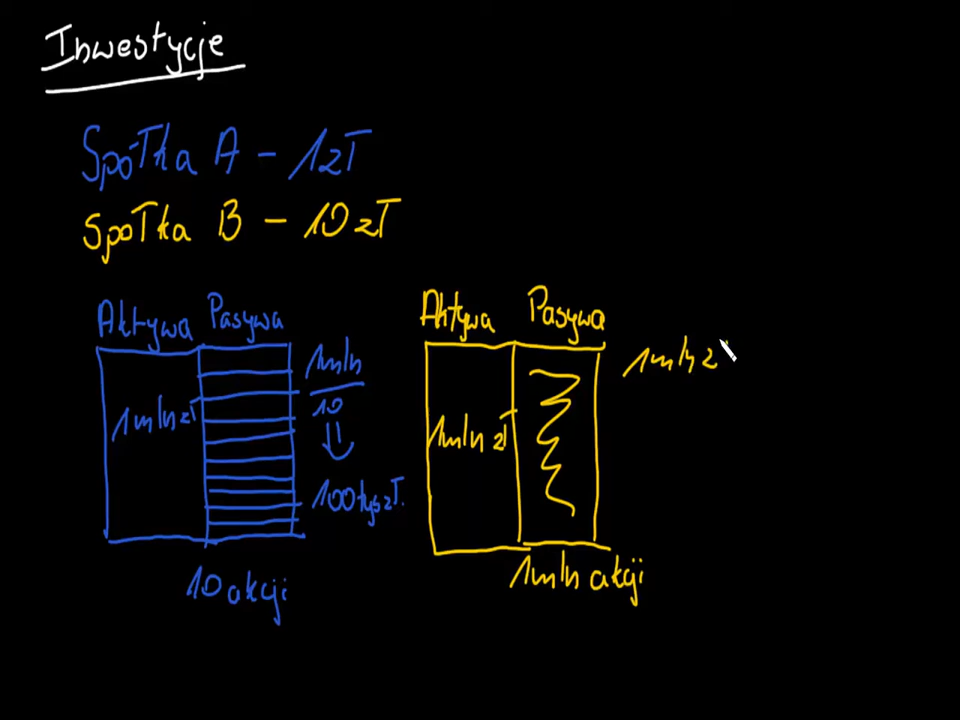 Inwestycje
Spółka A - 1zł
Spółka B - 10zł
Aktywa Pasywa
1mln zł
1mln
10
100tys zł.
10 akcji
Aktywa Pasywa
1mln zł
1mln z
1mln akcji